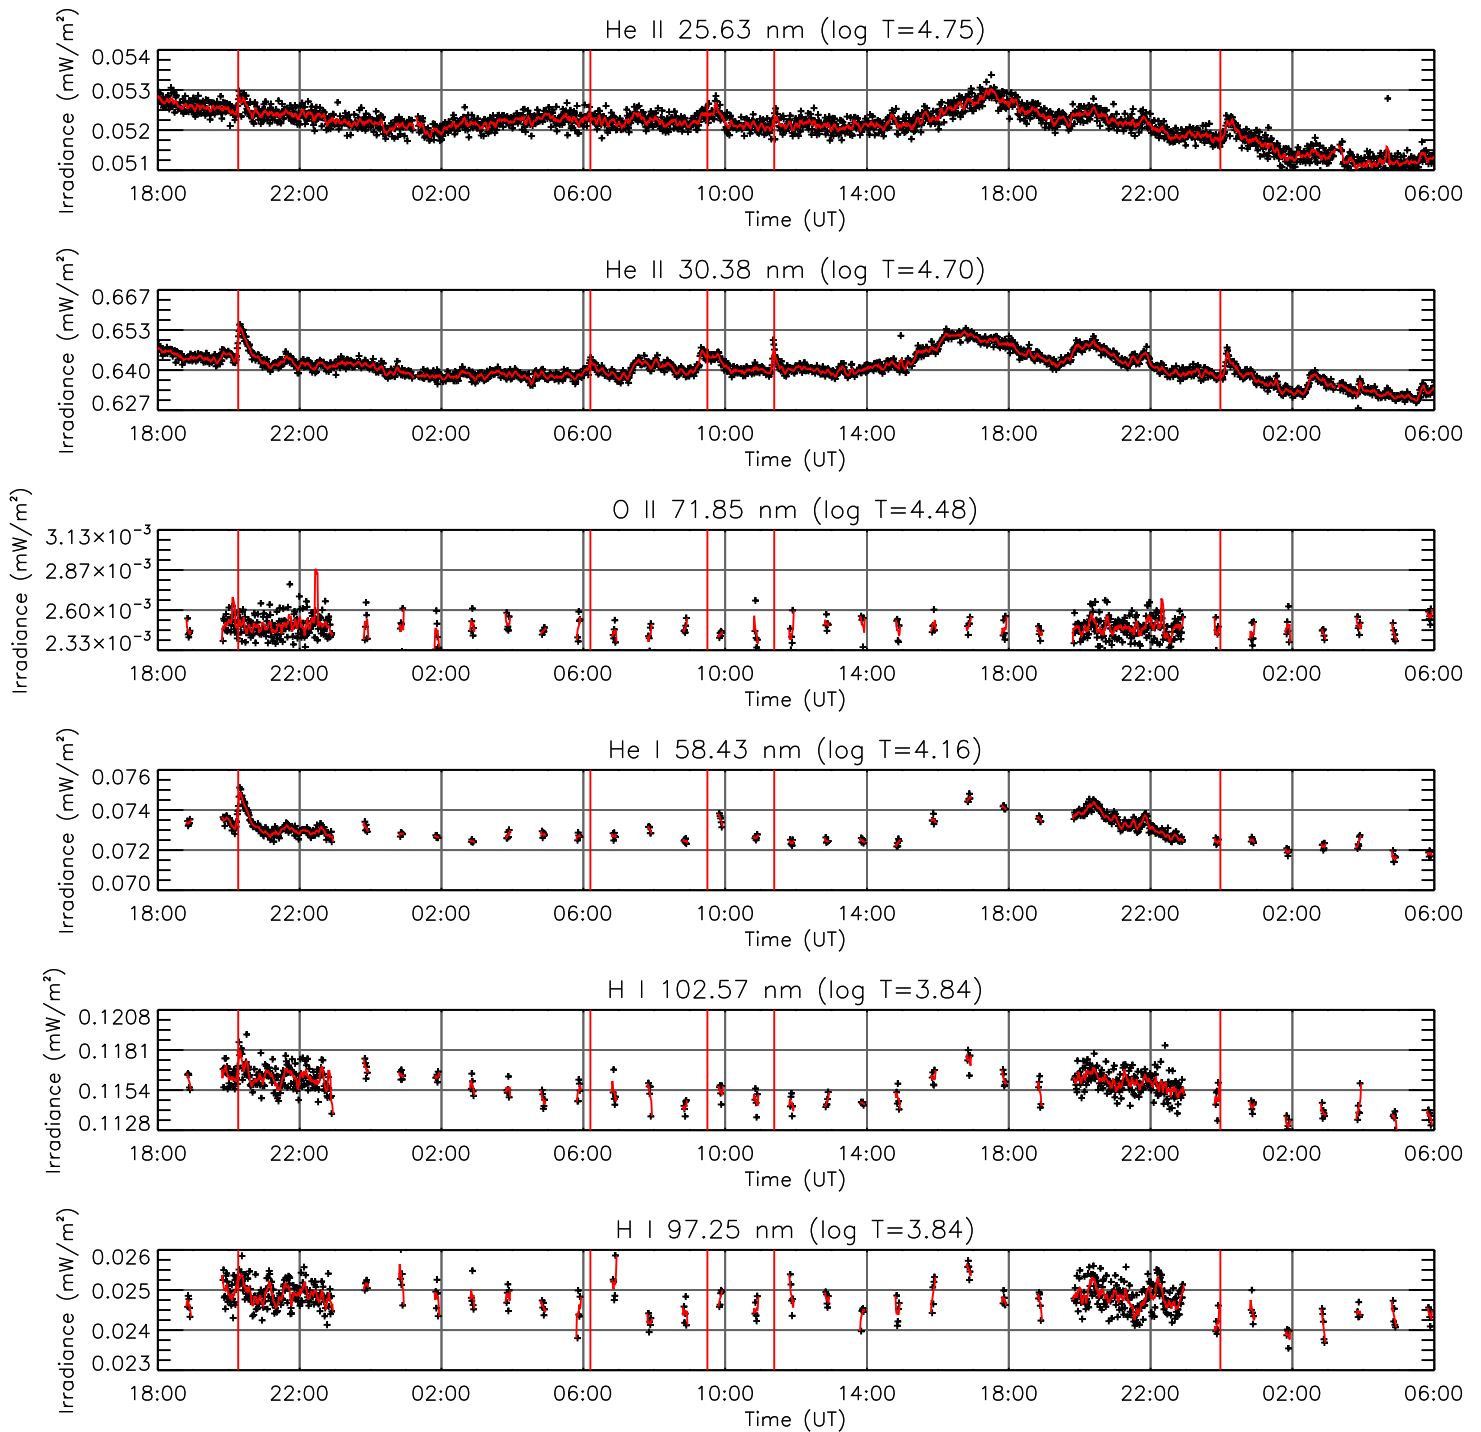 He II 25.63 nm (log T=4.75)
Irradiance (mW/m²)
0.054
0.053
0.052
0.051
18:00 22:00 02:00 06:00 10:00 14:00 18:00 22:00 02:00 06:00
Time (UT)
He II 30.38 nm (log T=4.70)
Irradiance (mW/m²)
0.667
0.653
0.640
0.627
18:00 22:00 02:00 06:00 10:00 14:00 18:00 22:00 02:00 06:00
Time (UT)
O II 71.85 nm (log T=4.48)
Irradiance (mW/m²)
3.13×10⁻³
2.87×10⁻³
2.60×10⁻³
2.33×10⁻³
18:00 22:00 02:00 06:00 10:00 14:00 18:00 22:00 02:00 06:00
Time (UT)
He I 58.43 nm (log T=4.16)
Irradiance (mW/m²)
0.076
0.074
0.072
0.070
18:00 22:00 02:00 06:00 10:00 14:00 18:00 22:00 02:00 06:00
Time (UT)
H I 102.57 nm (log T=3.84)
Irradiance (mW/m²)
0.1208
0.1181
0.1154
0.1128
18:00 22:00 02:00 06:00 10:00 14:00 18:00 22:00 02:00 06:00
Time (UT)
H I 97.25 nm (log T=3.84)
Irradiance (mW/m²)
0.026
0.025
0.024
0.023
18:00 22:00 02:00 06:00 10:00 14:00 18:00 22:00 02:00 06:00
Time (UT)